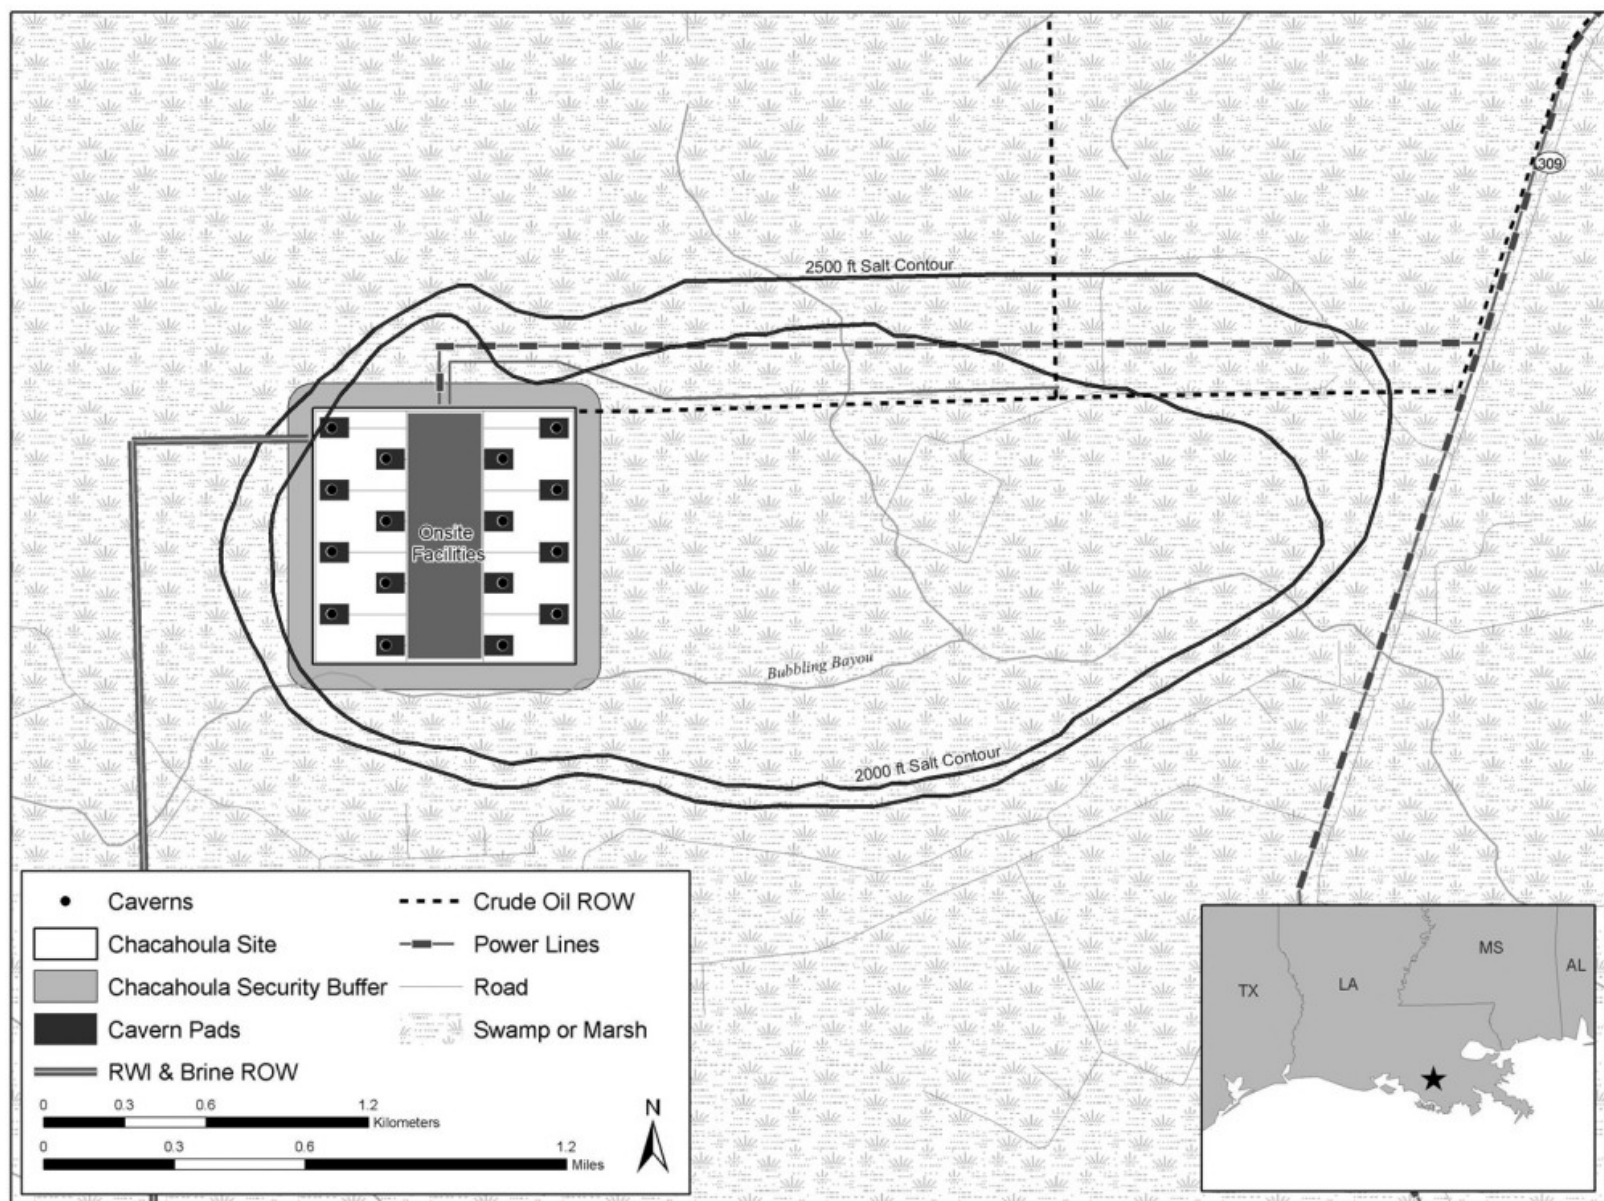 309
2500 ft Salt Contour
Onsite
Facilities
Bubbling Bayou
2000 ft Salt Contour
Caverns
Chacahoula Site
Chacahoula Security Buffer
Cavern Pads
RWI & Brine ROW
Crude Oil ROW
Power Lines
Road
Swamp or Marsh
0 0.3 0.6 1.2
Kilometers
0 0.3 0.6 1.2
Miles
N
TX
LA
MS
AL